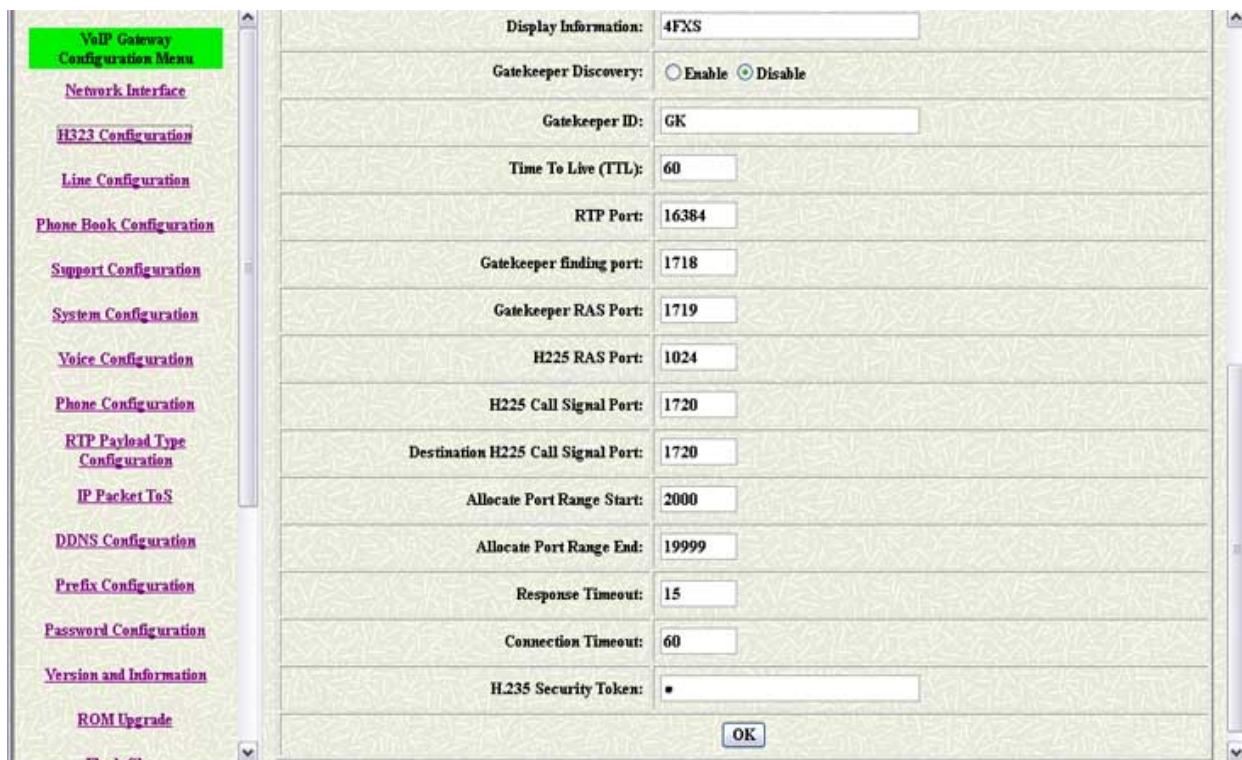 VoIP Gateway
Configuration Menu
Network Interface
H323 Configuration
Line Configuration
Phone Book Configuration
Support Configuration
System Configuration
Voice Configuration
Phone Configuration
RTP Payload Type
Configuration
IP Packet ToS
DDNS Configuration
Prefix Configuration
Password Configuration
Version and Information
ROM Upgrade
Display Information: 4FXS
Gatekeeper Discovery: Enable Disable
Gatekeeper ID: GK
Time To Live (TTL): 60
RTP Port: 16384
Gatekeeper finding port: 1718
Gatekeeper RAS Port: 1719
H225 RAS Port: 1024
H225 Call Signal Port: 1720
Destination H225 Call Signal Port: 1720
Allocate Port Range Start: 2000
Allocate Port Range End: 19999
Response Timeout: 15
Connection Timeout: 60
H.235 Security Token: •
OK